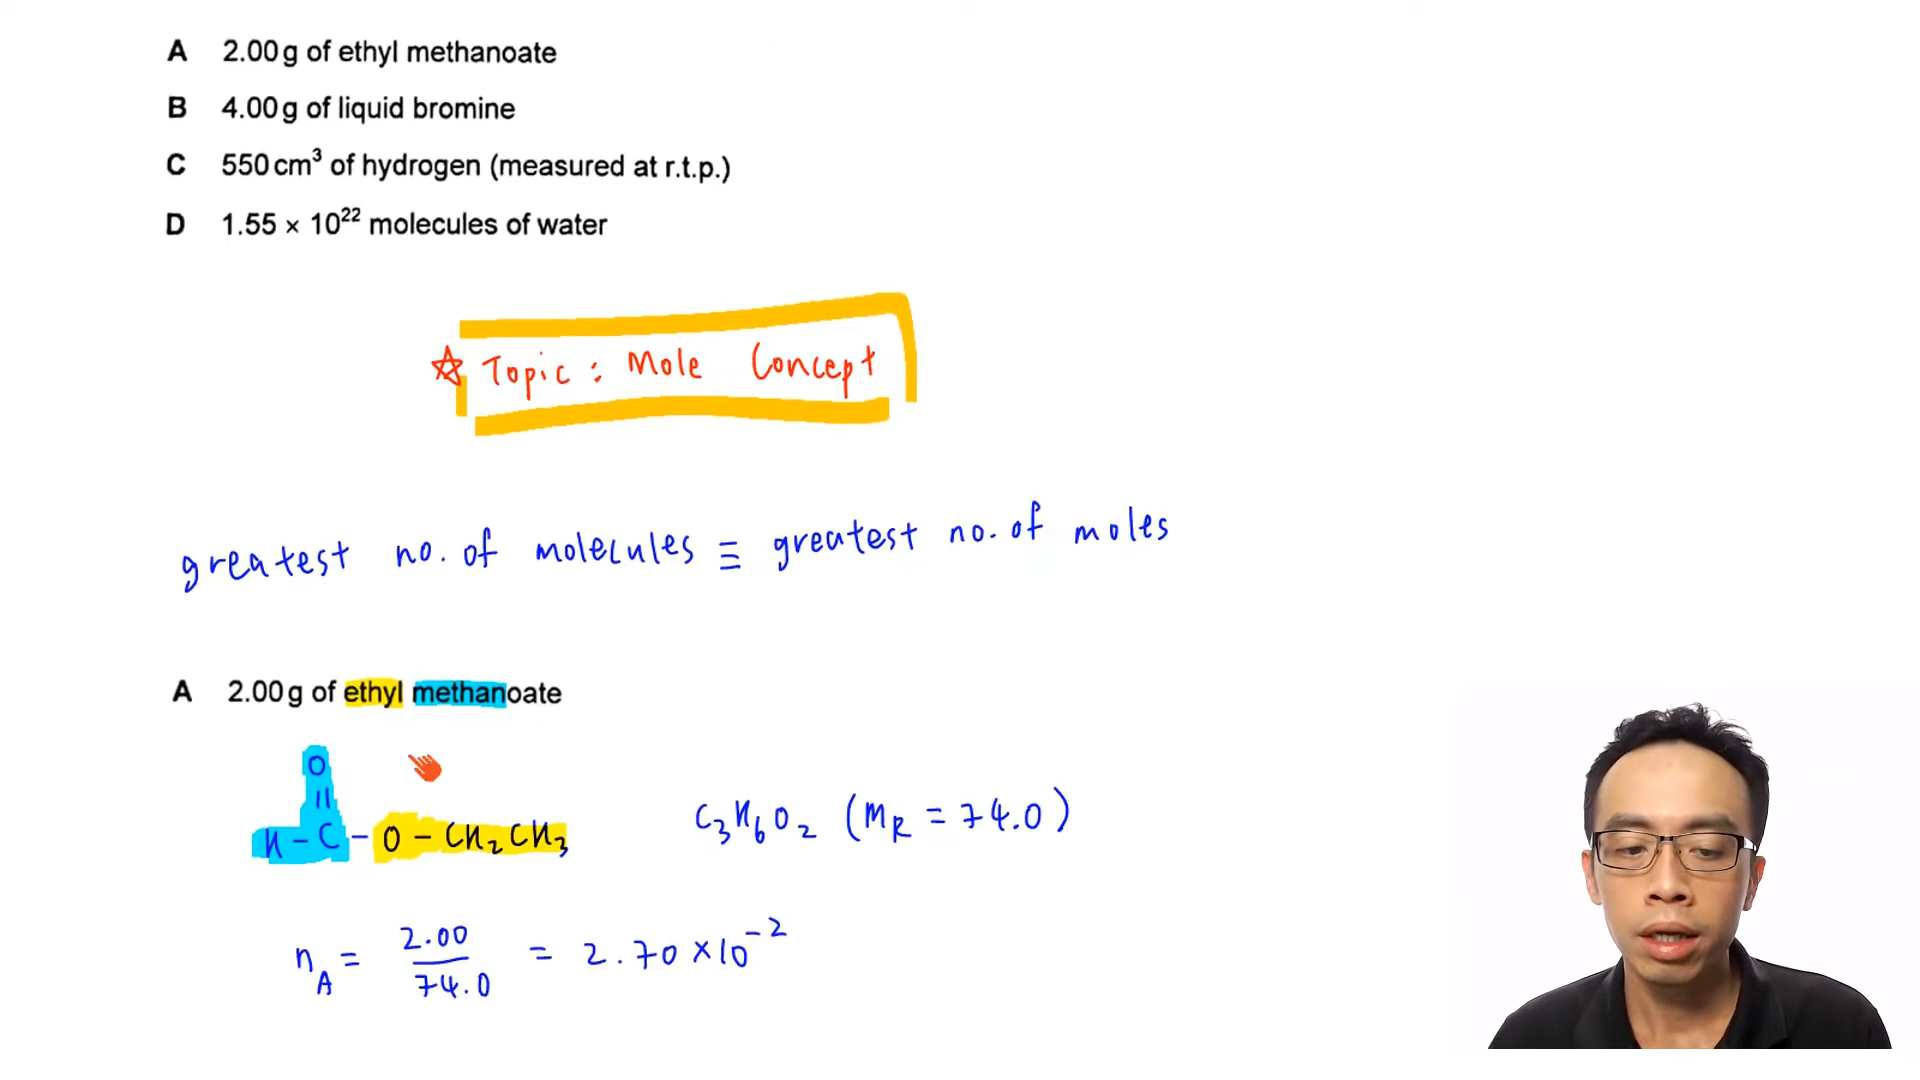 A 2.00 g of ethyl methanoate
B 4.00 g of liquid bromine
C 550 cm³ of hydrogen (measured at r.t.p.)
D 1.55 × 10²² molecules of water
☆ Topic : Mole Concept
greatest no. of molecules ≡ greatest no. of moles
A 2.00 g of ethyl methanoate
O
||
H – C – O – CH₂CH₃
C₃H₆O₂ (MR = 74.0)
nA = 2.00 / 74.0 = 2.70 × 10⁻²